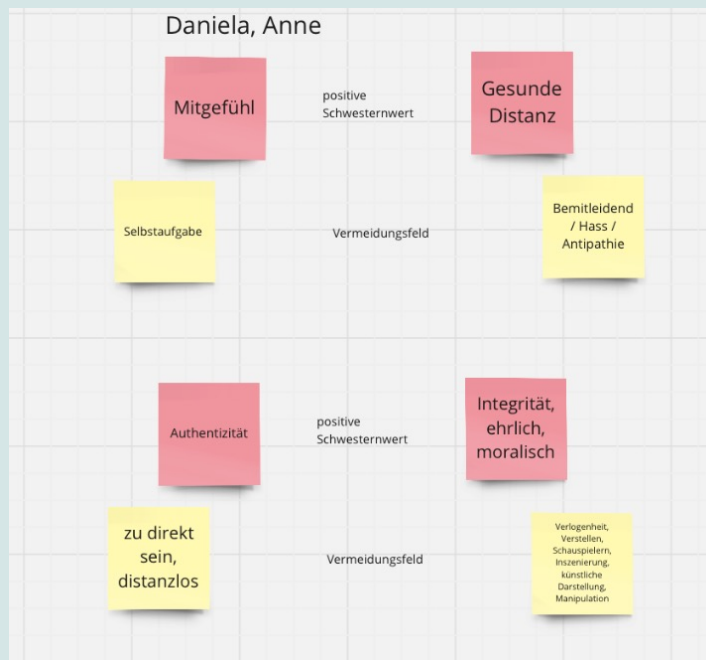 Daniela, Anne
Mitgefühl
positive
Schwesternwert
Gesunde
Distanz
Selbstaufgabe
Vermeidungsfeld
Bemitleidend
/ Hass /
Antipathie
Authentizität
positive
Schwesternwert
Integrität,
ehrlich,
moralisch
zu direkt
sein,
distanzlos
Vermeidungsfeld
Verlogenheit,
Verstellen,
Schauspielern,
Inszenierung,
künstliche
Darstellung,
Manipulation